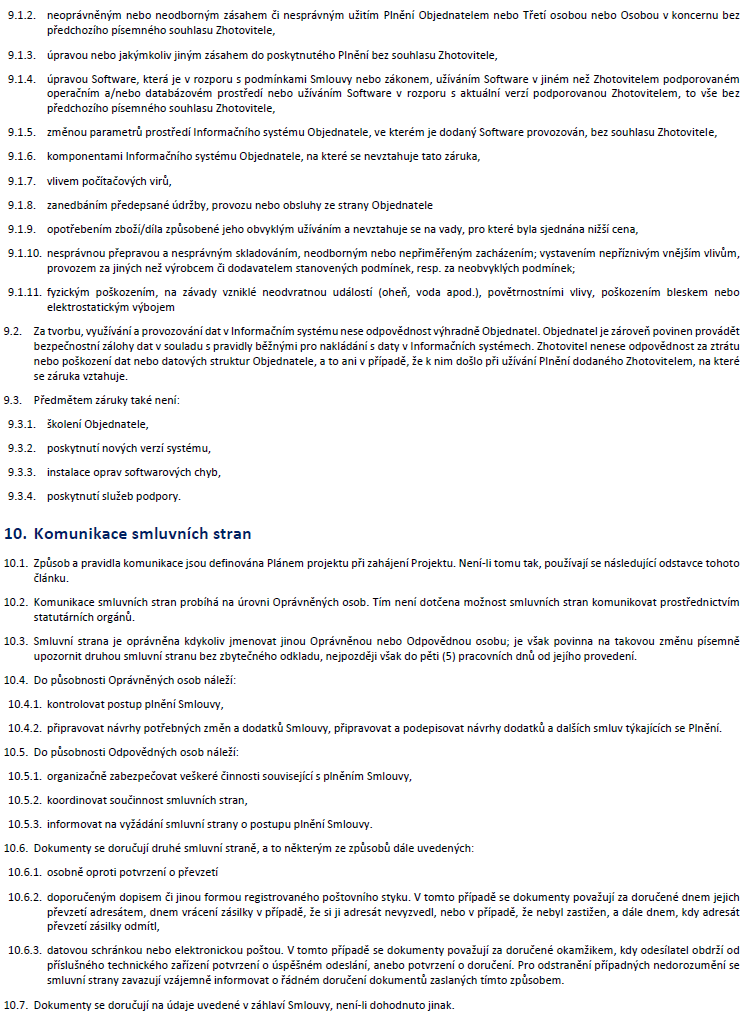 9.1.2. neoprávněným nebo neodborným zásahem či nesprávným užitím Plnění Objednatelem nebo Třetí osobou nebo Osobou v koncernu bez
předchozího písemného souhlasu Zhotovitele,
9.1.3. úpravou nebo jakýmkoliv jiným zásahem do poskytnutého Plnění bez souhlasu Zhotovitele,
9.1.4. úpravou Software, která je v rozporu s podmínkami Smlouvy nebo zákonem, užíváním Software v jiném než Zhotovitelem podporovaném
operačním a/nebo databázovém prostředí nebo užíváním Software v rozporu s aktuální verzí podporovanou Zhotovitelem, to vše bez
předchozího písemného souhlasu Zhotovitele,
9.1.5. změnou parametrů prostředí Informačního systému Objednatele, ve kterém je dodaný Software provozován, bez souhlasu Zhotovitele,
9.1.6. komponentami Informačního systému Objednatele, na které se nevztahuje tato záruka,
9.1.7. vlivem počítačových virů,
9.1.8. zanedbáním předepsané údržby, provozu nebo obsluhy ze strany Objednatele
9.1.9. opotřebením zboží/díla způsobené jeho obvyklým užíváním a nevztahuje se na vady, pro které byla sjednána nižší cena,
9.1.10. nesprávnou přepravou a nesprávným skladováním, neodborným nebo nepřiměřeným zacházením; vystavením nepříznivým vnějším vlivům,
provozem za jiných než výrobcem či dodavatelem stanovených podmínek, resp. za neobvyklých podmínek;
9.1.11. fyzickým poškozením, na závady vzniklé neodvratnou událostí (oheň, voda apod.), povětrnostními vlivy, poškozením bleskem nebo
elektrostatickým výbojem
9.2. Za tvorbu, využívání a provozování dat v Informačním systému nese odpovědnost výhradně Objednatel. Objednatel je zároveň povinen provádět
bezpečnostní zálohy dat v souladu s pravidly běžnými pro nakládání s daty v Informačních systémech. Zhotovitel nenese odpovědnost za ztrátu
nebo poškození dat nebo datových struktur Objednatele, a to ani v případě, že k nim došlo při užívání Plnění dodaného Zhotovitelem, na které
se záruka vztahuje.
9.3. Předmětem záruky také není:
9.3.1. školení Objednatele,
9.3.2. poskytnutí nových verzí systému,
9.3.3. instalace oprav softwarových chyb,
9.3.4. poskytnutí služeb podpory.
10. Komunikace smluvních stran
10.1. Způsob a pravidla komunikace jsou definována Plánem projektu při zahájení Projektu. Není-li tomu tak, používají se následující odstavce tohoto
článku.
10.2. Komunikace smluvních stran probíhá na úrovni Oprávněných osob. Tím není dotčena možnost smluvních stran komunikovat prostřednictvím
statutárních orgánů.
10.3. Smluvní strana je oprávněna kdykoliv jmenovat jinou Oprávněnou nebo Odpovědnou osobu; je však povinna na takovou změnu písemně
upozornit druhou smluvní stranu bez zbytečného odkladu, nejpozději však do pěti (5) pracovních dnů od jejího provedení.
10.4. Do působnosti Oprávněných osob náleží:
10.4.1. kontrolovat postup plnění Smlouvy,
10.4.2. připravovat návrhy potřebných změn a dodatků Smlouvy, připravovat a podepisovat návrhy dodatků a dalších smluv týkajících se Plnění.
10.5. Do působnosti Odpovědných osob náleží:
10.5.1. organizačně zabezpečovat veškeré činnosti související s plněním Smlouvy,
10.5.2. koordinovat součinnost smluvních stran,
10.5.3. informovat na vyžádání smluvní strany o postupu plnění Smlouvy.
10.6. Dokumenty se doručují druhé smluvní straně, a to některým ze způsobů dále uvedených:
10.6.1. osobně oproti potvrzení o převzetí
10.6.2. doporučeným dopisem či jinou formou registrovaného poštovního styku. V tomto případě se dokumenty považují za doručené dnem jejich
převzetí adresátem, dnem vrácení zásilky v případě, že si ji adresát nevyzvedl, nebo v případě, že nebyl zastižen, a dále dnem, kdy adresát
převzetí zásilky odmítl,
10.6.3. datovou schránkou nebo elektronickou poštou. V tomto případě se dokumenty považují za doručené okamžikem, kdy odesílatel obdrží od
příslušného technického zařízení potvrzení o úspěšném odeslání, anebo potvrzení o doručení. Pro odstranění případných nedorozumění se
smluvní strany zavazují vzájemně informovat o řádném doručení dokumentů zaslaných tímto způsobem.
10.7. Dokumenty se doručují na údaje uvedené v záhlaví Smlouvy, není-li dohodnuto jinak.